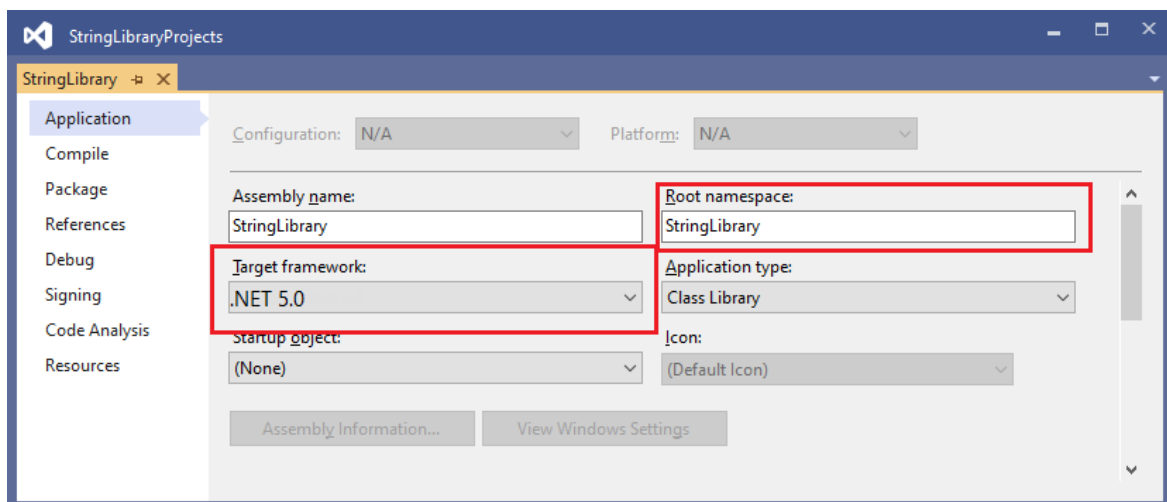 StringLibraryProjects
StringLibrary
Application
Compile
Package
References
Debug
Signing
Code Analysis
Resources
Configuration: N/A Platform: N/A
Assembly name: Root namespace:
StringLibrary StringLibrary
Target framework: Application type:
.NET 5.0 Class Library
Startup object: Icon:
(None) (Default Icon)
Assembly Information... View Windows Settings